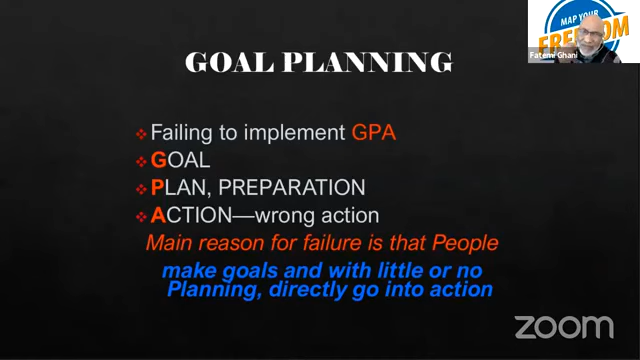 MAP YOUR
FREEDOM
Fatemi Ghani
GOAL PLANNING
Failing to implement GPA
GOAL
PLAN, PREPARATION
ACTION—wrong action
Main reason for failure is that People
make goals and with little or no
Planning, directly go into action
zoom